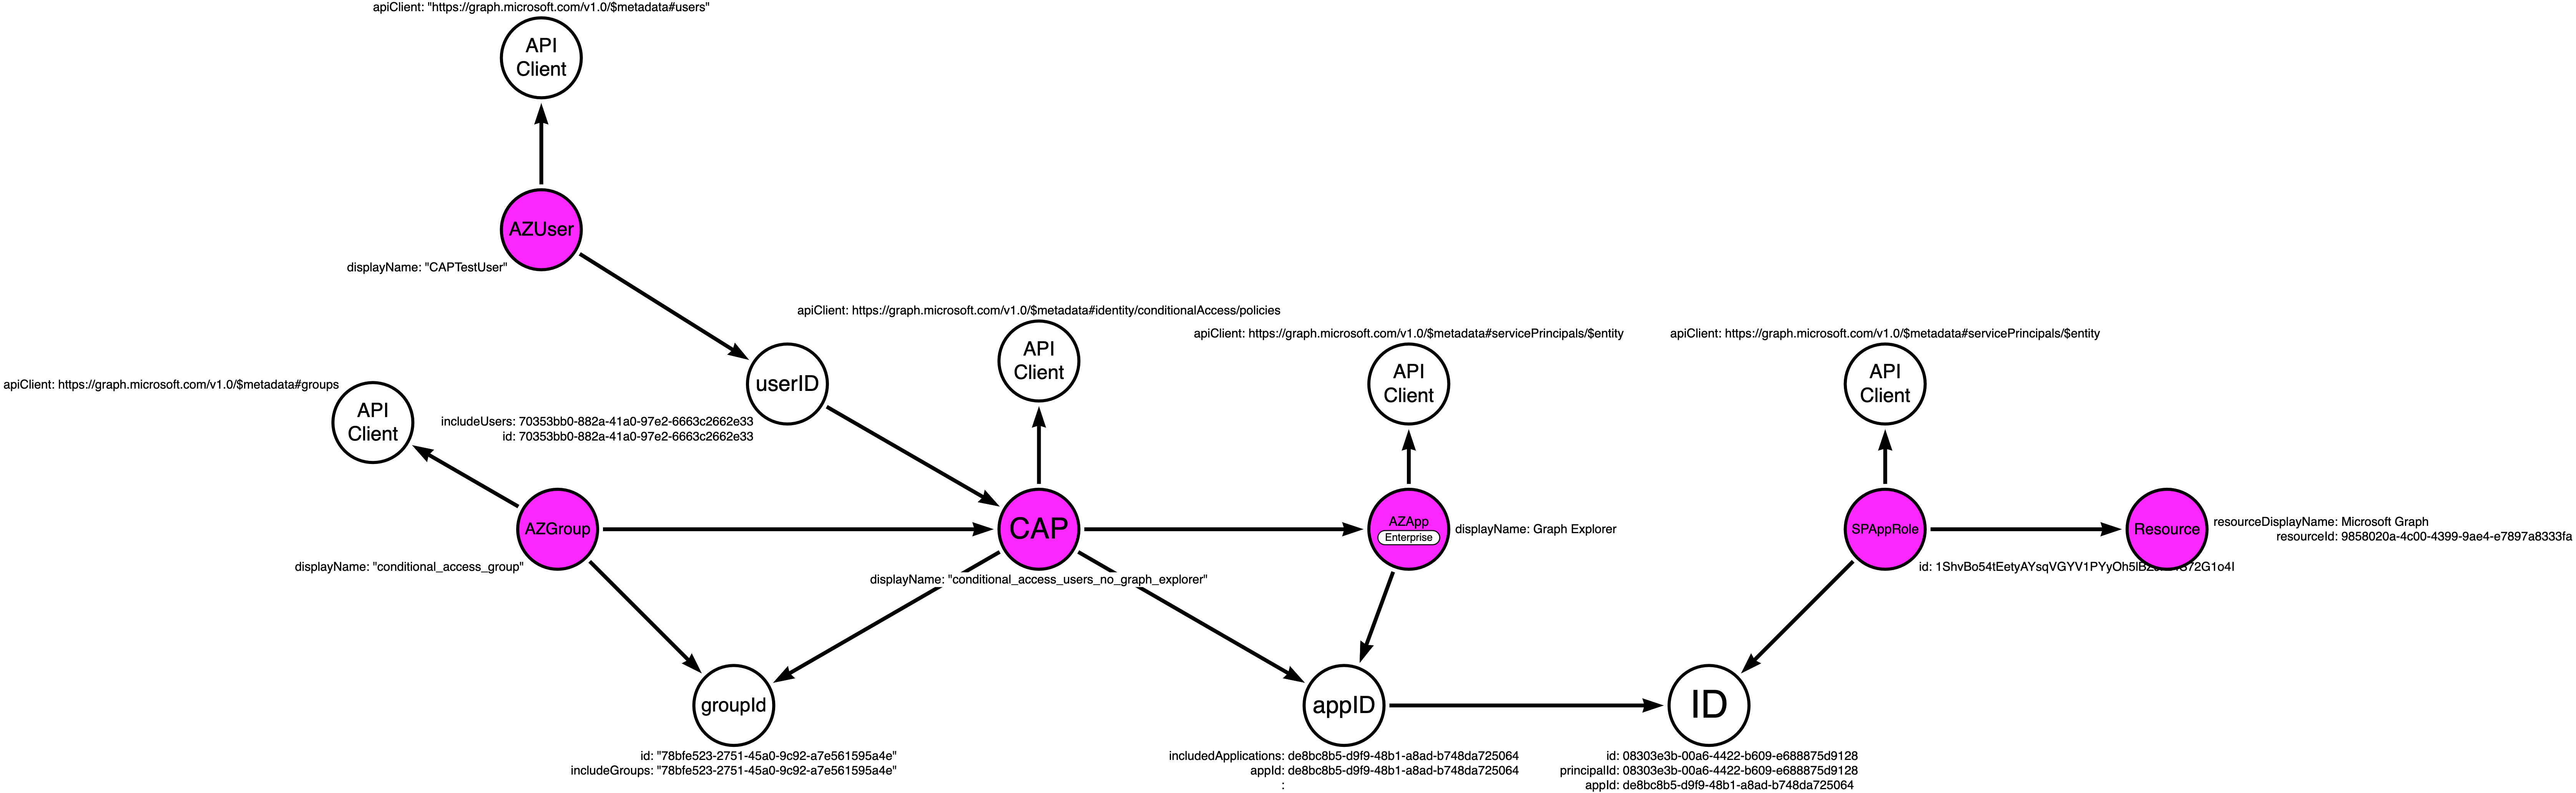 apiClient: "https://graph.microsoft.com/v1.0/$metadata#users"
API
Client
AZUser
displayName: "CAPTestUser"
apiClient: https://graph.microsoft.com/v1.0/$metadata#identity/conditionalAccess/policies
API
Client
apiClient: https://graph.microsoft.com/v1.0/$metadata#servicePrincipals/$entity
API
Client
apiClient: https://graph.microsoft.com/v1.0/$metadata#servicePrincipals/$entity
API
Client
userID
includeUsers: 70353bb0-882a-41a0-97e2-6663c2662e33
id: 70353bb0-882a-41a0-97e2-6663c2662e33
apiClient: https://graph.microsoft.com/v1.0/$metadata#groups
API
Client
AZGroup
displayName: "conditional_access_group"
CAP
displayName: "conditional_access_users_no_graph_explorer"
AZApp
Enterprise
displayName: Graph Explorer
SPAppRole
id:
Resource
resourceDisplayName: Microsoft Graph
resourceId: 9858020a-4c00-4399-9ae4-e7897a8333fa
groupId
id: "78bfe523-2751-45a0-9c92-a7e561595a4e"
includeGroups: "78bfe523-2751-45a0-9c92-a7e561595a4e"
appID
includedApplications: de8bc8b5-d9f9-48b1-a8ad-b748da725064
appId: de8bc8b5-d9f9-48b1-a8ad-b748da725064
:
ID
id: 08303e3b-00a6-4422-b609-e688875d9128
principalId: 08303e3b-00a6-4422-b609-e688875d9128
appId: de8bc8b5-d9f9-48b1-a8ad-b748da725064